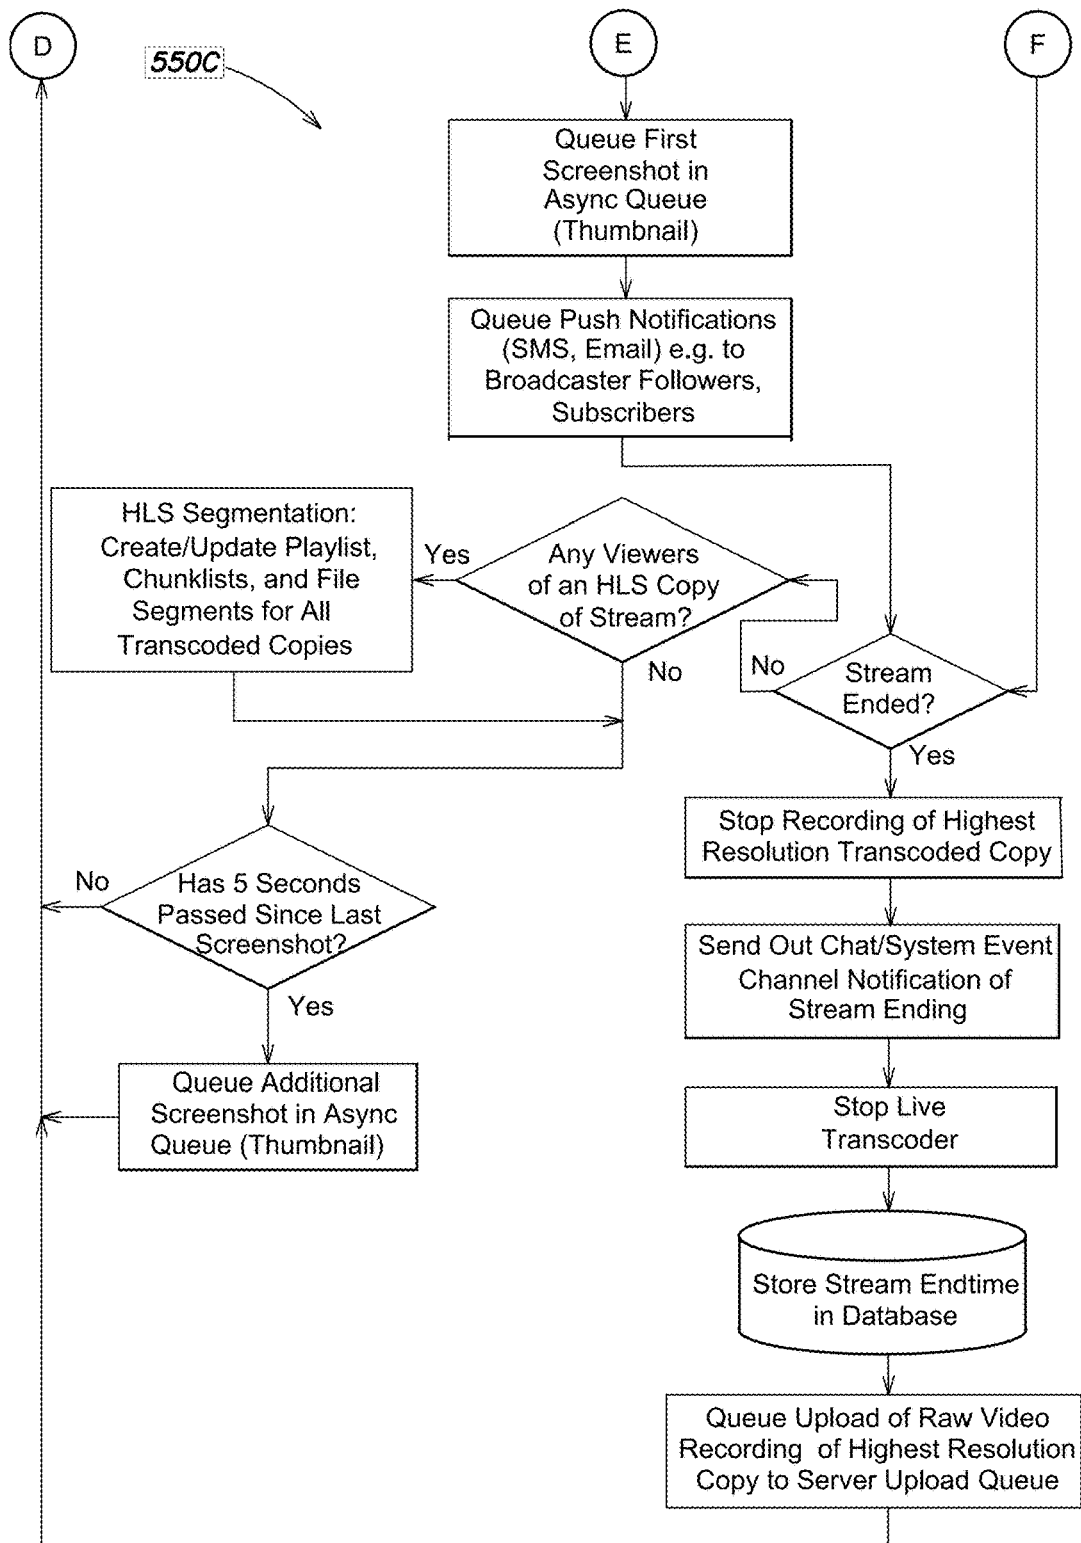 D
550C
E
F
Queue First
Screenshot in
Async Queue
(Thumbnail)
Queue Push Notifications
(SMS, Email) e.g. to
Broadcaster Followers,
Subscribers
HLS Segmentation:
Create/Update Playlist,
Chunklists, and File
Segments for All
Transcoded Copies
Yes
Any Viewers
of an HLS Copy
of Stream?
No
No
Stream
Ended?
Yes
Stop Recording of Highest
Resolution Transcoded Copy
No
Has 5 Seconds
Passed Since Last
Screenshot?
Yes
Send Out Chat/System Event
Channel Notification of
Stream Ending
Queue Additional
Screenshot in Async
Queue (Thumbnail)
Stop Live
Transcoder
Store Stream Endtime
in Database
Queue Upload of Raw Video
Recording of Highest Resolution
Copy to Server Upload Queue